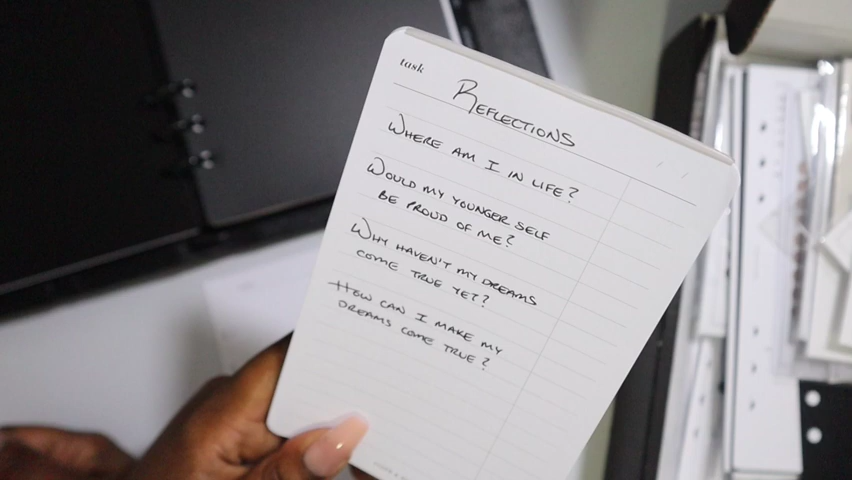 task
REFLECTIONS
WHERE AM I IN LIFE?
WOULD MY YOUNGER SELF
BE PROUD OF ME?
WHY HAVEN'T MY DREAMS
COME TRUE YET?
HOW CAN I MAKE MY
DREAMS COME TRUE?